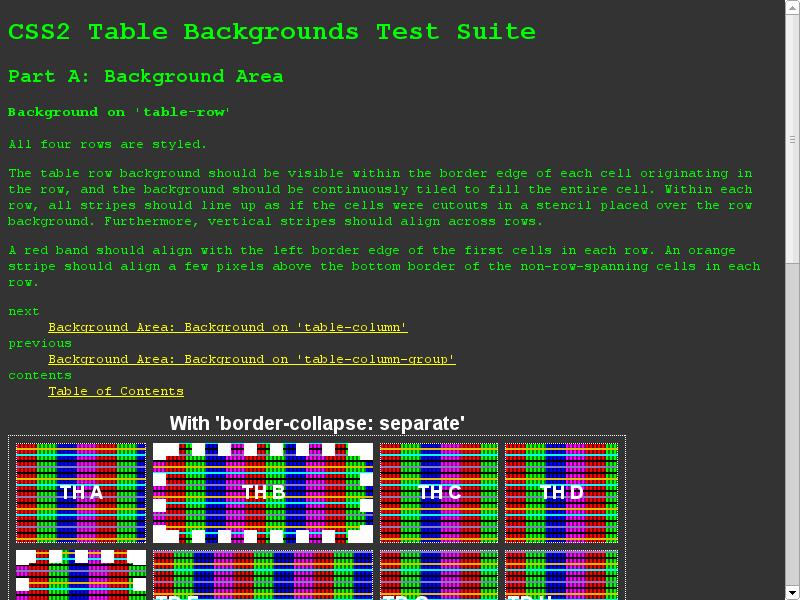 CSS2 Table Backgrounds Test Suite
Part A: Background Area
Background on 'table-row'
All four rows are styled.
The table row background should be visible within the border edge of each cell originating in
the row, and the background should be continuously tiled to fill the entire cell. Within each
row, all stripes should line up as if the cells were cutouts in a stencil placed over the row
background. Furthermore, vertical stripes should align across rows.
A red band should align with the left border edge of the first cells in each row. An orange
stripe should align a few pixels above the bottom border of the non-row-spanning cells in each
row.
next
Background Area: Background on 'table-column'
previous
Background Area: Background on 'table-column-group'
contents
Table of Contents
With 'border-collapse: separate'
TH A TH B TH C TH D